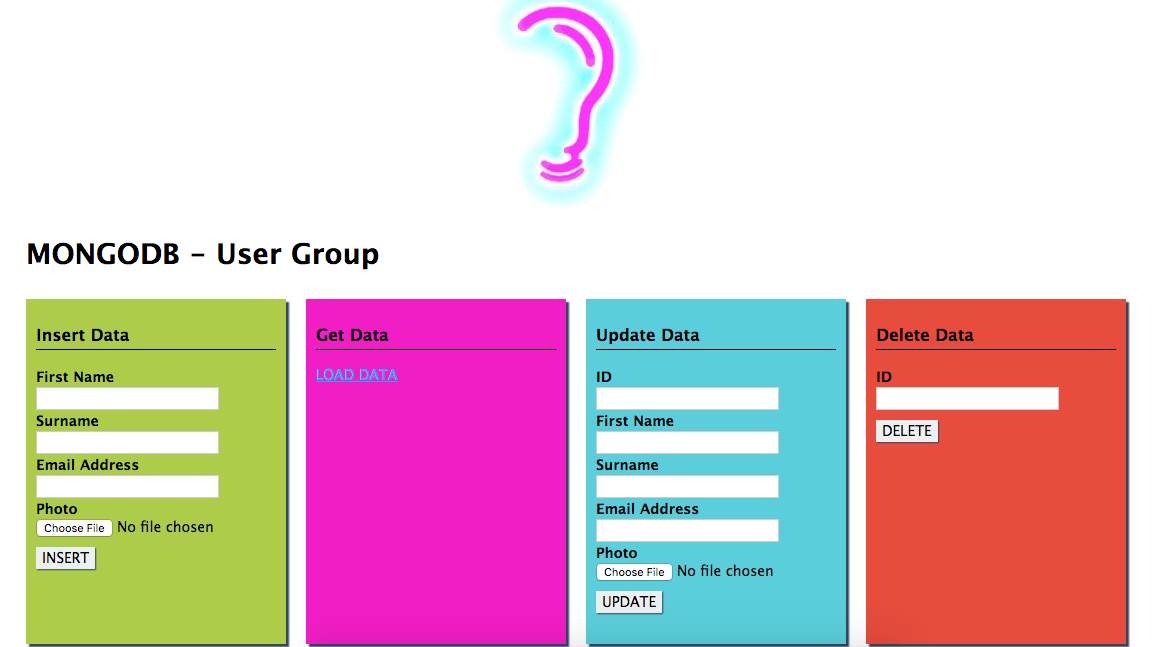 MONGODB - User Group
Insert Data
First Name
Surname
Email Address
Photo
Choose File No file chosen
INSERT
Get Data
LOAD DATA
Update Data
ID
First Name
Surname
Email Address
Photo
Choose File No file chosen
UPDATE
Delete Data
ID
DELETE